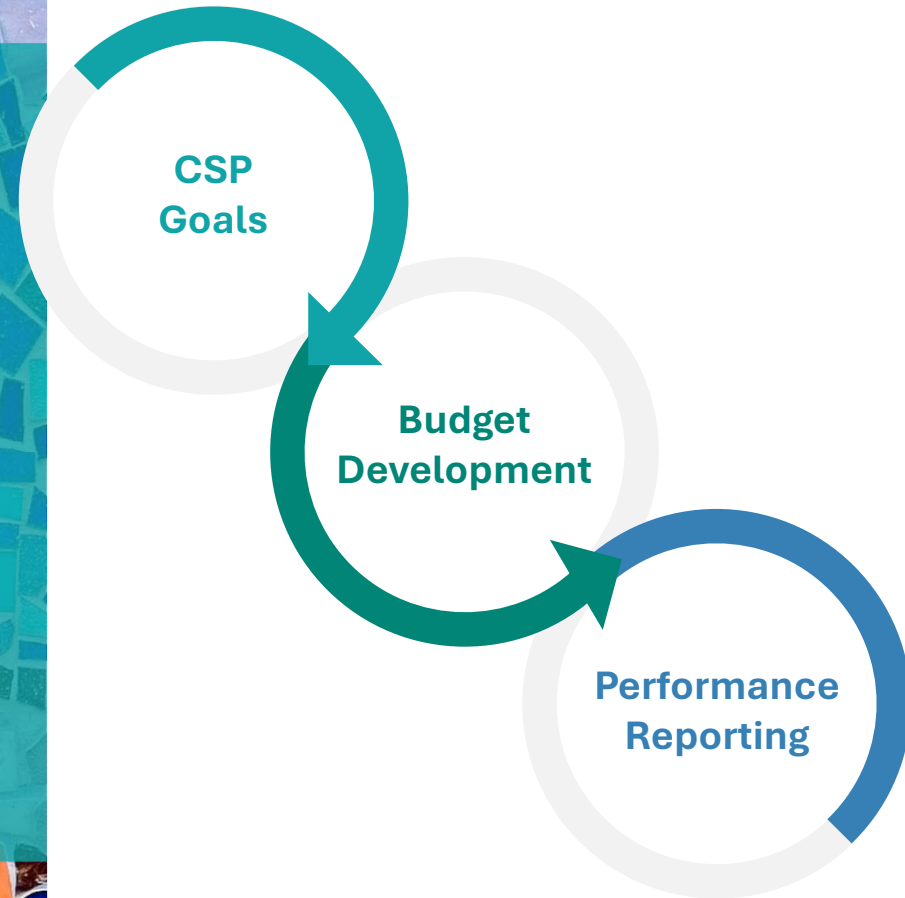 CSP
Goals
Budget
Development
Performance
Reporting